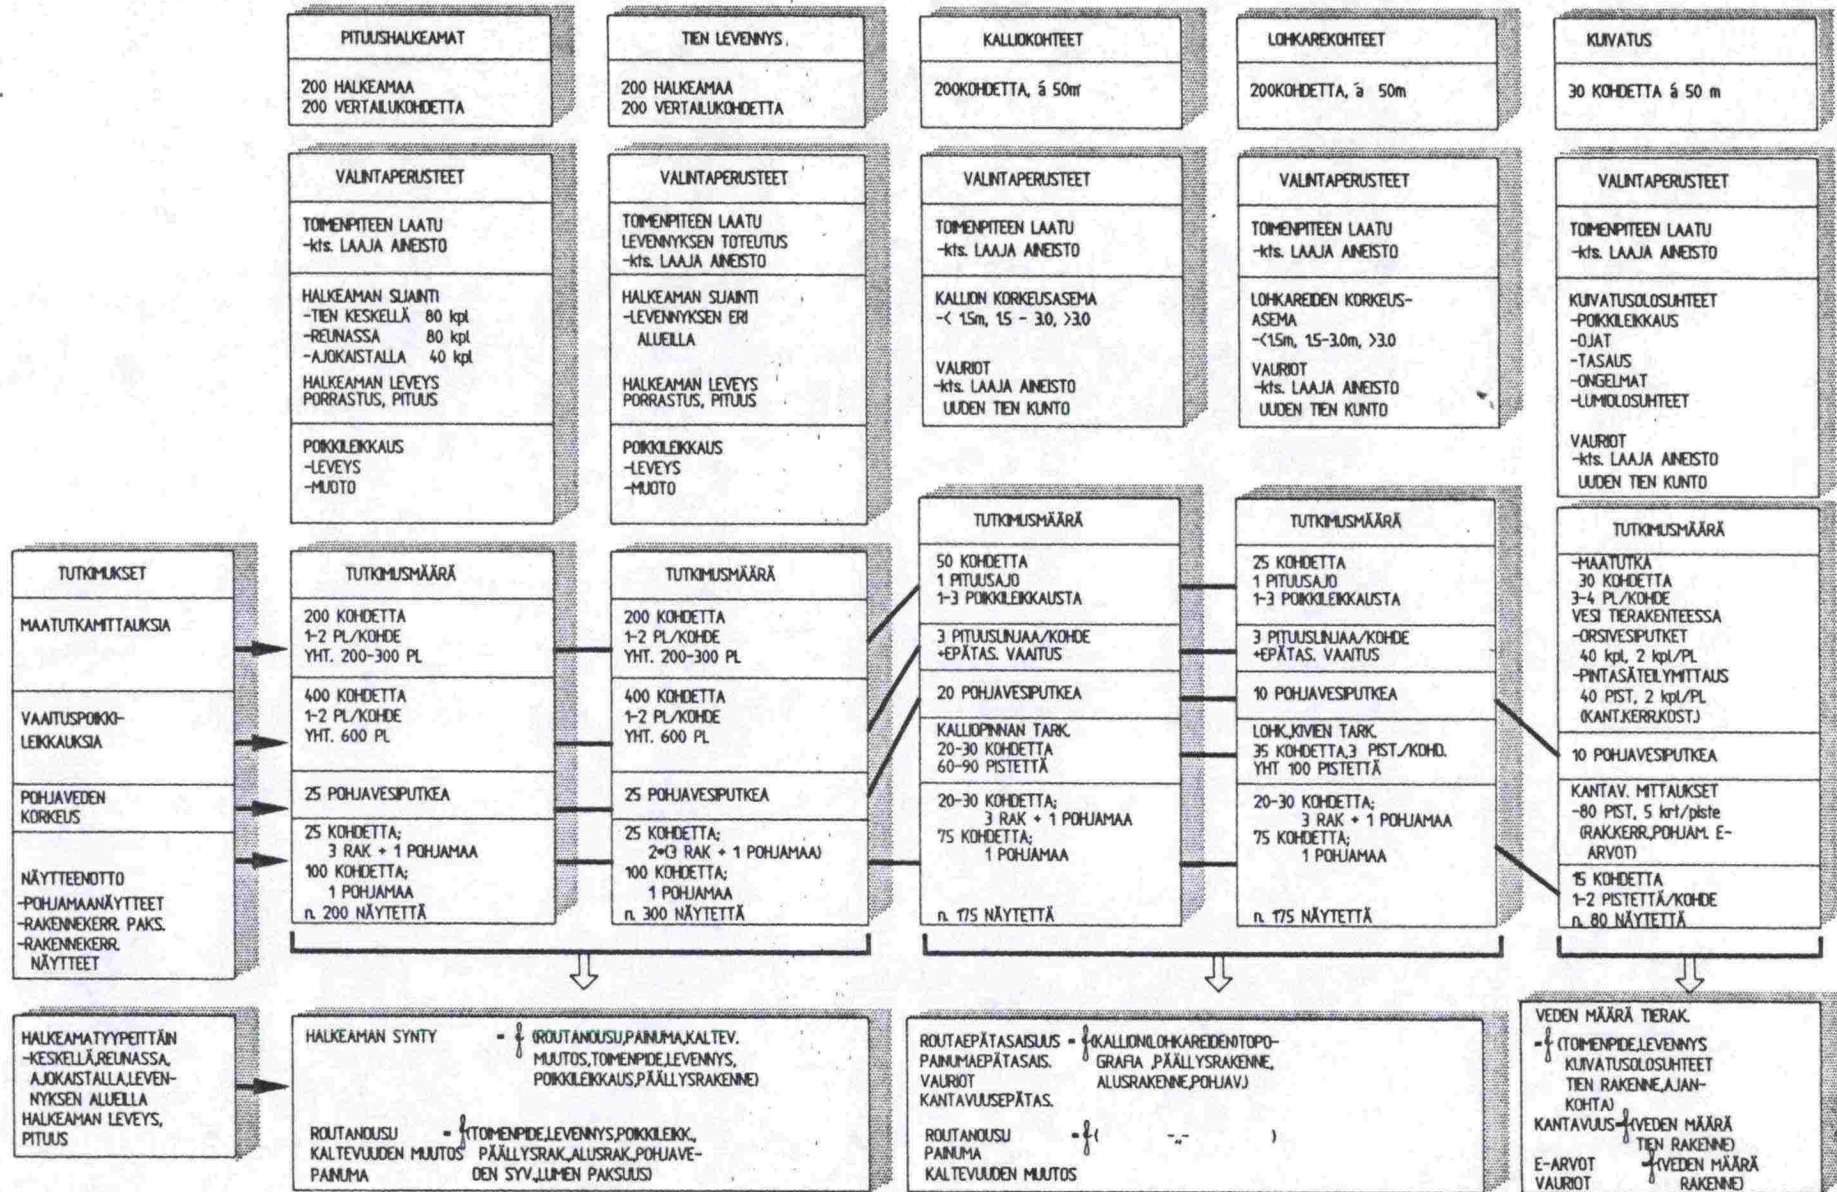 PITUUSHALKEAMAT
200 HALKEAMAA
200 VERTAILUKOHDETTA
TIEN LEVENNYS
200 HALKEAMAA
200 VERTAILUKOHDETTA
KALLIOKOHTEET
200KOHDETTA, á 50m
LOHKAREKOHTEET
200KOHDETTA, à 50m
KUIVATUS
30 KOHDETTA á 50 m
VALINTAPERUSTEET
TOIMENPITEEN LAATU
-kts. LAAJA AINEISTO
HALKEAMAN SIJAINTI
-TIEN KESKELLÄ 80 kpl
-REUNASSA 80 kpl
-AJOKAISTALLA 40 kpl
HALKEAMAN LEVEYS
PORRASTUS, PITUUS
POIKKILEIKKAUS
-LEVEYS
-MUOTO
VALINTAPERUSTEET
TOIMENPITEEN LAATU
LEVENNYKSEN TOTEUTUS
-kts. LAAJA AINEISTO
HALKEAMAN SIJAINTI
-LEVENNYKSEN ERI
ALUEILLA
HALKEAMAN LEVEYS
PORRASTUS, PITUUS
POIKKILEIKKAUS
-LEVEYS
-MUOTO
VALINTAPERUSTEET
TOIMENPITEEN LAATU
-kts. LAAJA AINEISTO
KALLION KORKEUSASEMA
-< 1.5m, 1.5 - 3.0, >3.0
VAURIOT
-kts. LAAJA AINEISTO
UUDEN TIEN KUNTO
VALINTAPERUSTEET
TOIMENPITEEN LAATU
-kts. LAAJA AINEISTO
LOHKAREIDEN KORKEUS-
ASEMA
-<1.5m, 1.5-3.0m, >3.0
VAURIOT
-kts. LAAJA AINEISTO
UUDEN TIEN KUNTO
VALINTAPERUSTEET
TOIMENPITEEN LAATU
-kts. LAAJA AINEISTO
KUIVATUSOLOSUHTEET
-POIKKILEIKKAUS
-OJAT
-TASAUS
-ONGELMAT
-LUMIOLOSUHTEET
VAURIOT
-kts. LAAJA AINEISTO
UUDEN TIEN KUNTO
TUTKIMUKSET
MAATUTKAMITTAUKSIA
VAAITUSPOIKKI-
LEIKKAUKSIA
POHJAVEDEN
KORKEUS
NÄYTTEENOTTO
-POHJAMAANÄYTTEET
-RAKENNEKERR. PAKS.
-RAKENNEKERR.
NÄYTTEET
TUTKIMUSMÄÄRÄ
200 KOHDETTA
1-2 PL/KOHDE
YHT. 200-300 PL
400 KOHDETTA
1-2 PL/KOHDE
YHT. 600 PL
25 POHJAVESIPUTKEA
25 KOHDETTA;
3 RAK + 1 POHJAMAA
100 KOHDETTA;
1 POHJAMAA
n. 200 NÄYTETTÄ
TUTKIMUSMÄÄRÄ
200 KOHDETTA
1-2 PL/KOHDE
YHT. 200-300 PL
400 KOHDETTA
1-2 PL/KOHDE
YHT. 600 PL
25 POHJAVESIPUTKEA
25 KOHDETTA;
2*(3 RAK + 1 POHJAMAA)
100 KOHDETTA;
1 POHJAMAA
n. 300 NÄYTETTÄ
TUTKIMUSMÄÄRÄ
50 KOHDETTA
1 PITUUSAJO
1-3 POIKKILEIKKAUSTA
3 PITUUSLINJAA/KOHDE
+EPÄTAS. VAAITUS
20 POHJAVESIPUTKEA
KALLIOPINNAN TARK.
20-30 KOHDETTA
60-90 PISTETTÄ
20-30 KOHDETTA;
3 RAK + 1 POHJAMAA
75 KOHDETTA;
1 POHJAMAA
n. 175 NÄYTETTÄ
TUTKIMUSMÄÄRÄ
25 KOHDETTA
1 PITUUSAJO
1-3 POIKKILEIKKAUSTA
3 PITUUSLINJAA/KOHDE
+EPÄTAS. VAAITUS
10 POHJAVESIPUTKEA
LOHK.,KIVIEN TARK.
35 KOHDETTA,3 PIST./KOHD.
YHT 100 PISTETTÄ
20-30 KOHDETTA;
3 RAK + 1 POHJAMAA
75 KOHDETTA;
1 POHJAMAA
n. 175 NÄYTETTÄ
TUTKIMUSMÄÄRÄ
-MAATUTKA
30 KOHDETTA
3-4 PL/KOHDE
VESI TIERAKENTEESSA
-ORSIVESIPUTKET
40 kpl, 2 kpl/PL
-PINTASÄTEILYMITTAUS
40 PIST, 2 kpl/PL
(KANT.KERR.KOST.)
10 POHJAVESIPUTKEA
KANTAV. MITTAUKSET
-80 PIST, 5 krt/piste
(RAK.KERR.,POHJAM. E-
ARVOT)
15 KOHDETTA
1-2 PISTETTÄ/KOHDE
n. 80 NÄYTETTÄ
HALKEAMATYYPEITTÄIN
-KESKELLÄ,REUNASSA,
AJOKAISTALLA,LEVEN-
NYKSEN ALUEILLA
HALKEAMAN LEVEYS,
PITUUS
HALKEAMAN SYNTY = f (ROUTANOUSU,PAINUMA,KALTEV.
MUUTOS,TOIMENPIDE,LEVENNYS,
POIKKILEIKKAUS,PÄÄLLYSRAKENNE)
ROUTANOUSU = f(TOIMENPIDE,LEVENNYS,POIKKILEIKK.,
KALTEVUUDEN MUUTOS PÄÄLLYSRAK.,ALUSRAK.,POHJAVE-
PAINUMA DEN SYV.,LUMEN PAKSUUS)
ROUTAEPÄTASAISUUS = f(KALLION(LOHKAREIDEN)TOPO-
PAINUMAEPÄTASAIS. GRAFIA ,PÄÄLLYSRAKENNE,
VAURIOT ALUSRAKENNE,POHJAV.)
KANTAVUUSEPÄTAS.
ROUTANOUSU = f( -"- )
PAINUMA
KALTEVUUDEN MUUTOS
VEDEN MÄÄRÄ TIERAK.
=f(TOIMENPIDE,LEVENNYS
KUIVATUSOLOSUHTEET
TIEN RAKENNE,AJAN-
KOHTA)
KANTAVUUS=f(VEDEN MÄÄRÄ
TIEN RAKENNE)
E-ARVOT =f(VEDEN MÄÄRÄ
VAURIOT RAKENNE)